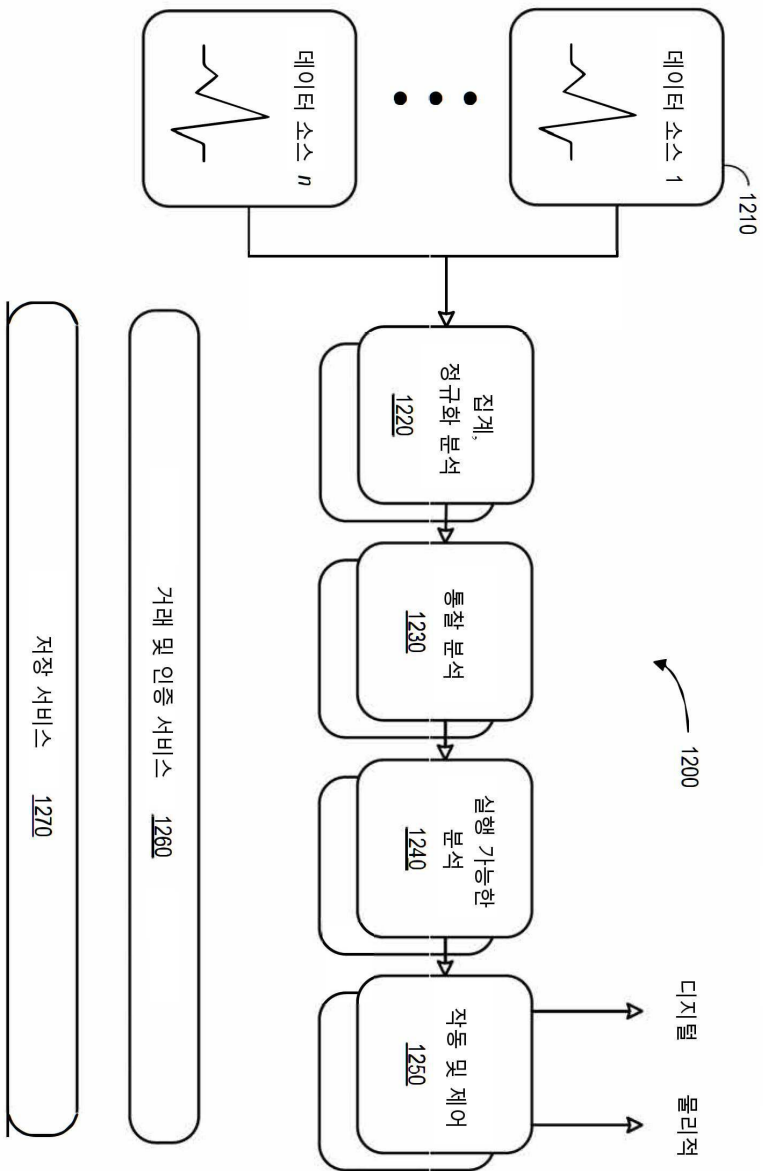 1200
디지털
물리적
1210
데이터 소스 1
데이터 소스 n
집계,
정규화 분석
1220
통찰 분석
1230
실행 가능한
분석
1240
작동 및 제어
1250
거래 및 인증 서비스 1260
저장 서비스 1270